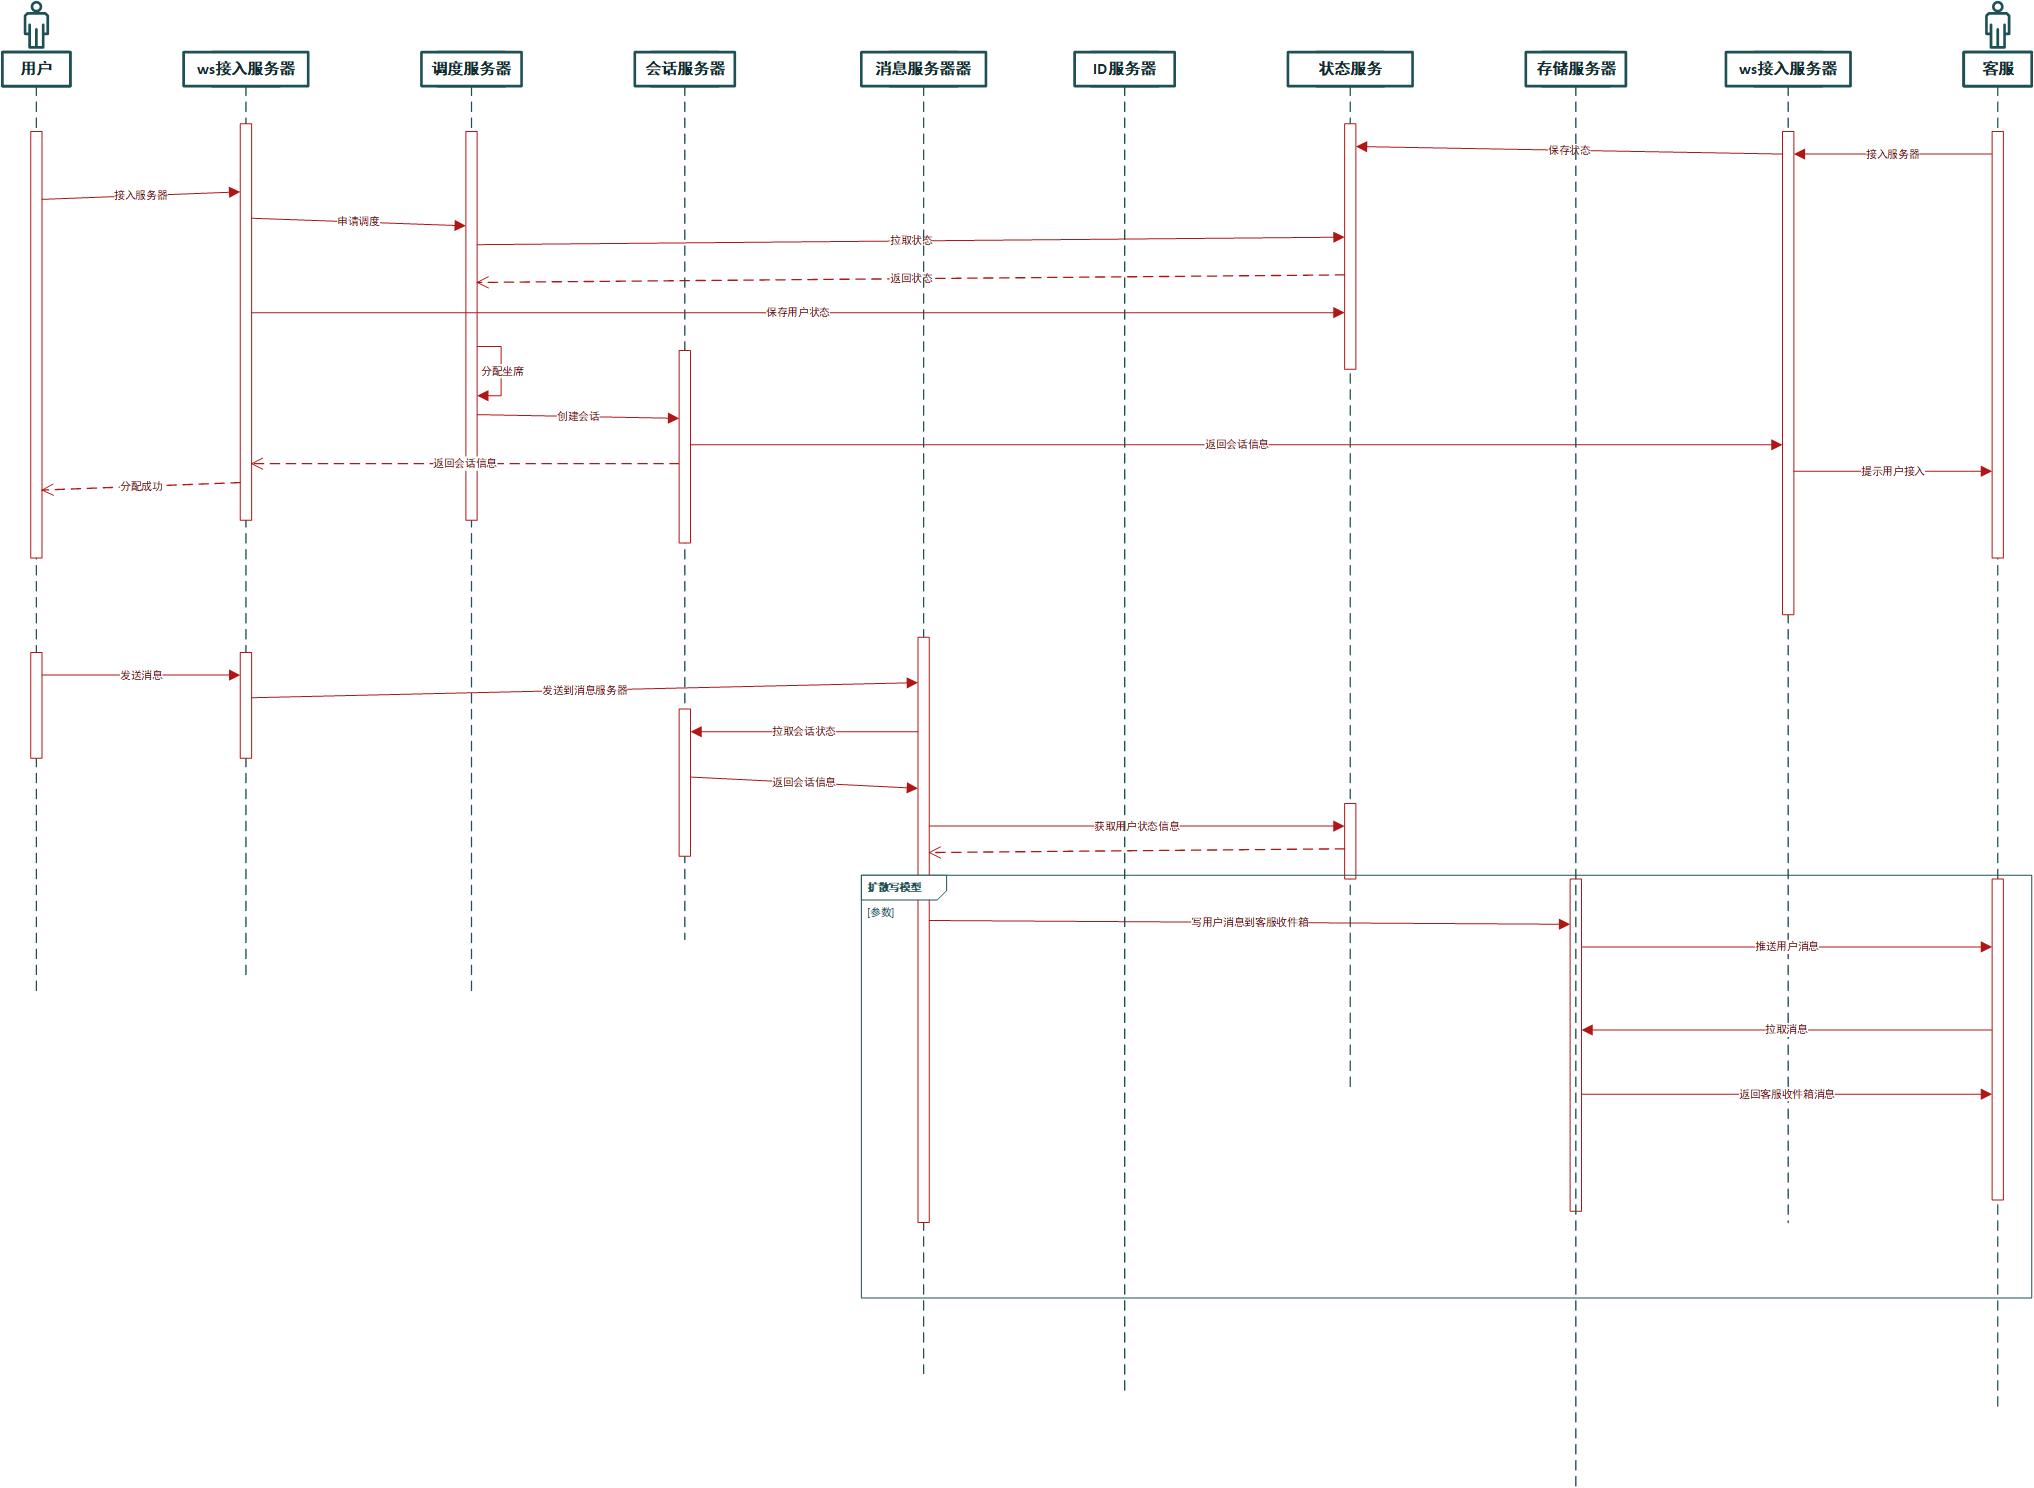 用户
ws接入服务器
调度服务器
会话服务器
消息服务器器
ID服务器
状态服务
存储服务器
ws接入服务器
客服
保存状态
接入服务器
接入服务器
申请调度
拉取状态
返回状态
保存用户状态
分配坐席
创建会话
返回会话信息
返回会话信息
提示用户接入
分配成功
发送消息
发送到消息服务器
拉取会话状态
返回会话信息
获取用户状态信息
扩散写模型
[参数]
写用户消息到客服收件箱
推送用户消息
拉取消息
返回客服收件箱消息